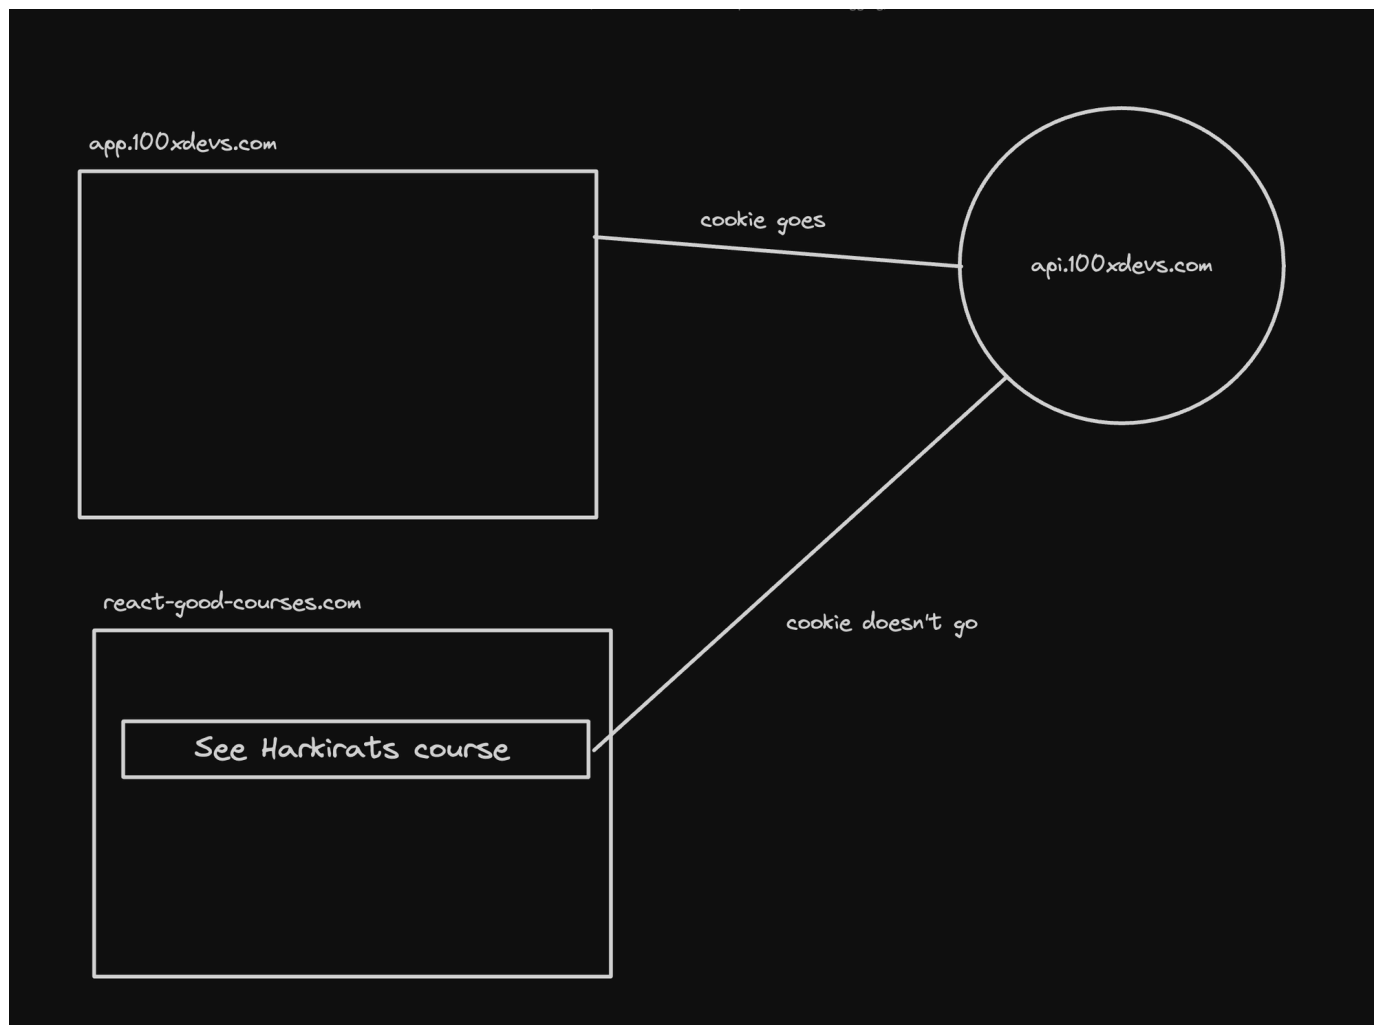 app.100xdevs.com
cookie goes
api.100xdevs.com
react-good-courses.com
cookie doesn't go
See Harkirats course